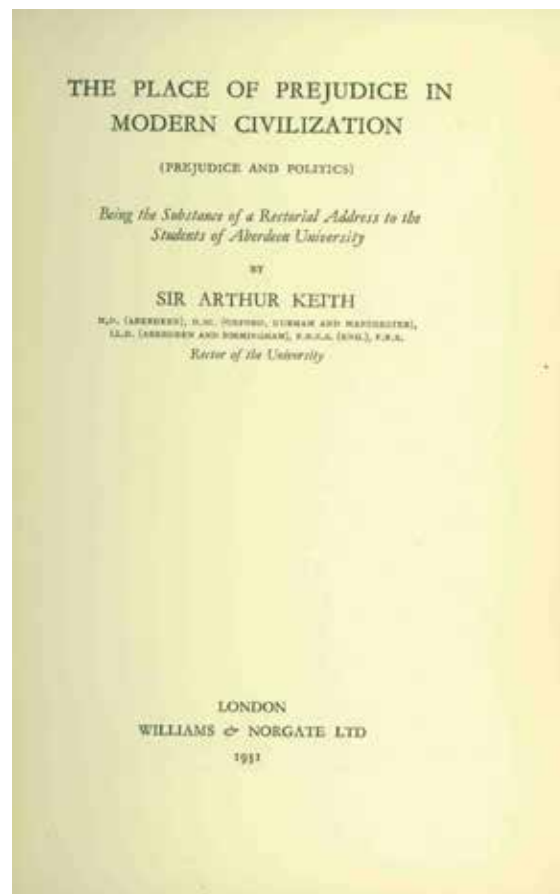 THE PLACE OF PREJUDICE IN
MODERN CIVILIZATION
(PREJUDICE AND POLITICS)
Being the Substance of a Rectorial Address to the
Students of Aberdeen University
BY
SIR ARTHUR KEITH
M.D. (ABERDEEN), D.SC. (OXFORD, DURHAM AND MANCHESTER),
LL.D. (ABERDEEN AND BIRMINGHAM), F.R.C.S. (ENG.), F.R.S.
Rector of the University
LONDON
WILLIAMS & NORGATE LTD
1931